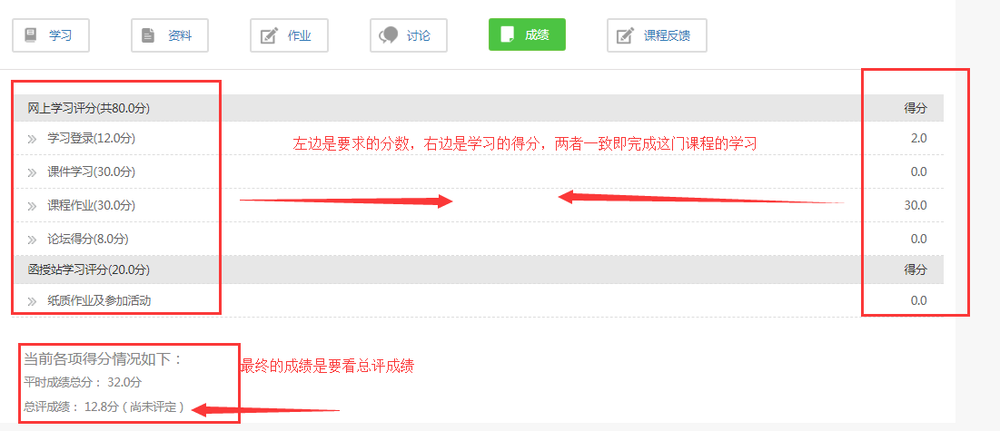 学习
资料
作业
讨论
成绩
课程反馈
网上学习评分(共80.0分) 得分
学习登录(12.0分) 2.0
左边是要求的分数，右边是学习的得分，两者一致即完成这门课程的学习
课件学习(30.0分) 0.0
课程作业(30.0分) 30.0
论坛得分(8.0分) 0.0
函授站学习评分(20.0分) 得分
纸质作业及参加活动 0.0
当前各项得分情况如下：
最终的成绩是要看总评成绩
平时成绩总分： 32.0分
总评成绩： 12.8分（尚未评定）